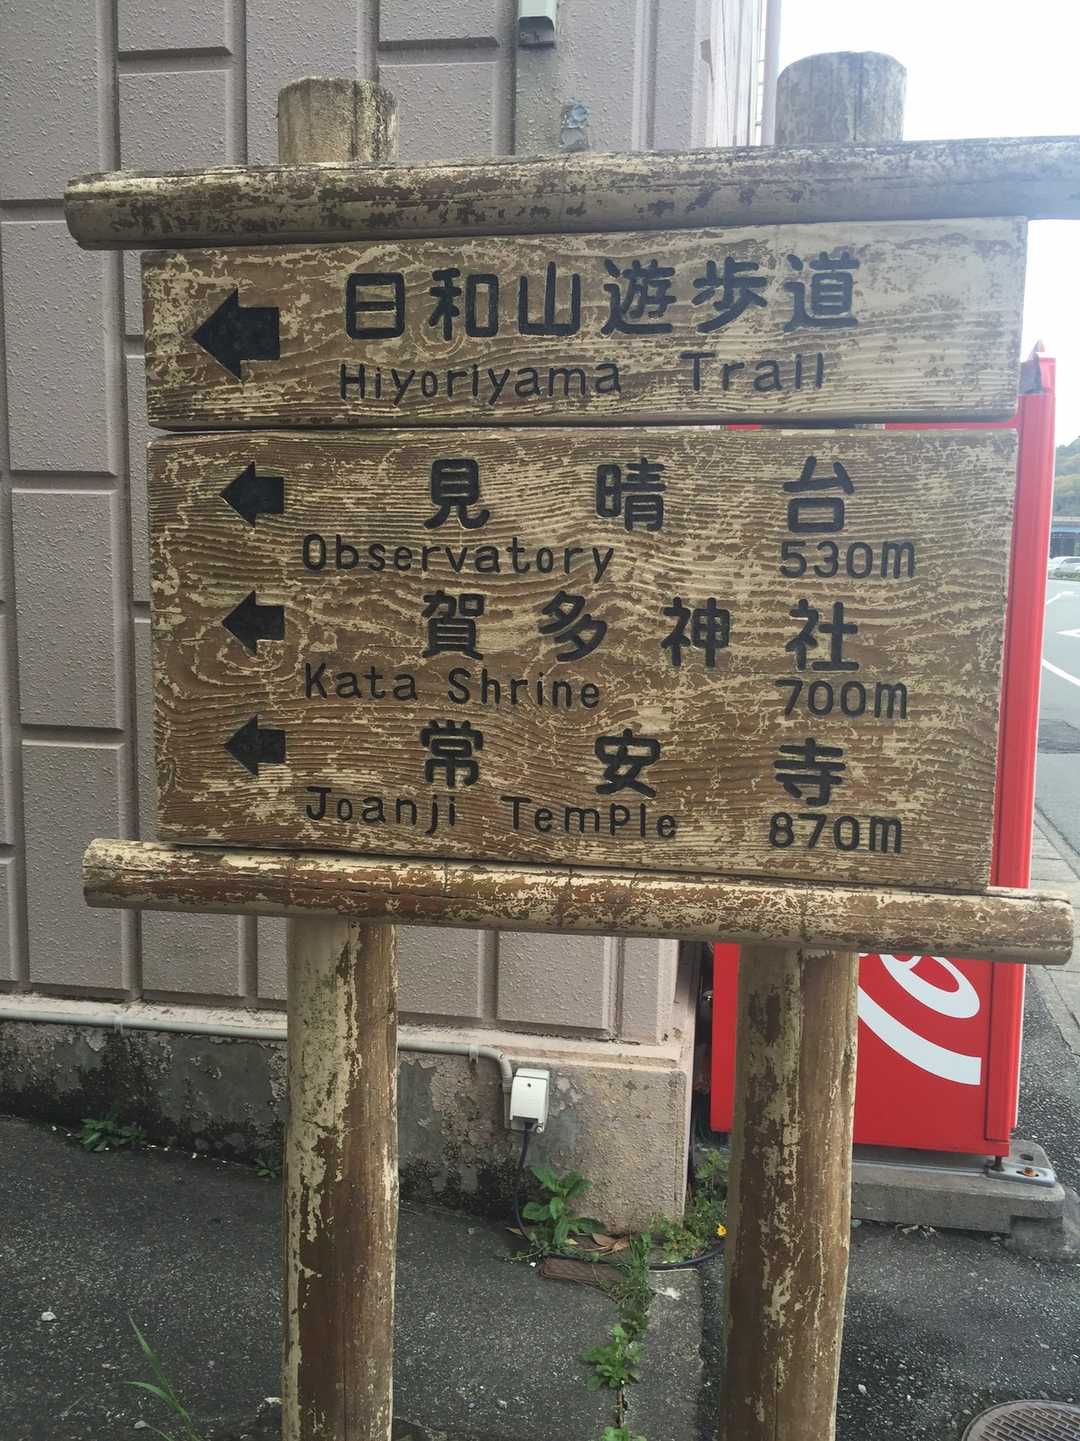 日和山遊歩道
Hiyoriyama Trail
見晴台
Observatory 530m
賀多神社
Kata Shrine 700m
常安寺
Joanji Temple 870m